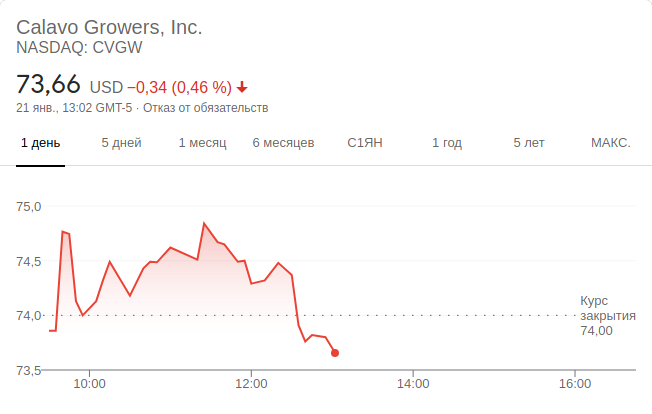 Calavo Growers, Inc.
NASDAQ: CVGW
73,66 USD −0,34 (0,46 %)
21 янв., 13:02 GMT-5 · Отказ от обязательств
1 день 5 дней 1 месяц 6 месяцев С1ЯН 1 год 5 лет МАКС.
75,0
74,5
74,0
73,5
Курс
закрытия
74,00
10:00 12:00 14:00 16:00